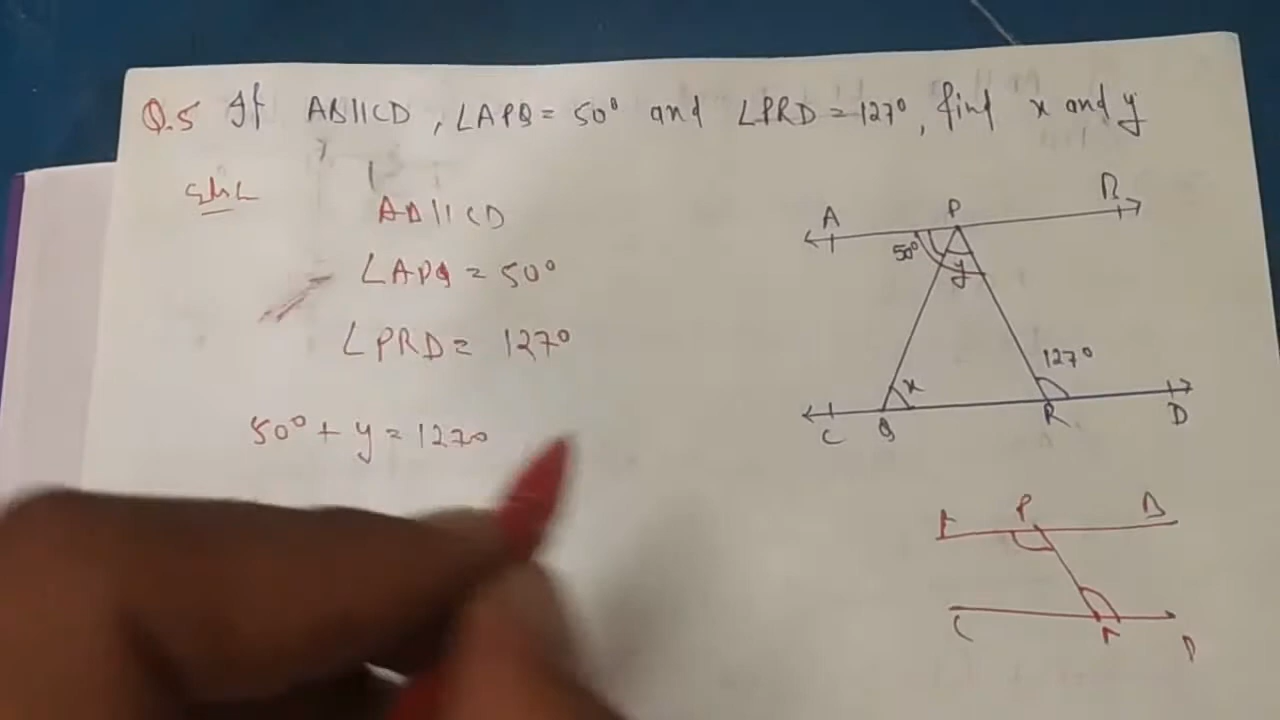 Q.5 If AB||CD, ∠APQ = 50° and ∠PRD = 127°, find x and y
AB||CD
∠APQ = 50°
∠PRD = 127°
50° + y = 127°
A P B
50° y
127°
x
C Q R D
P B
C D